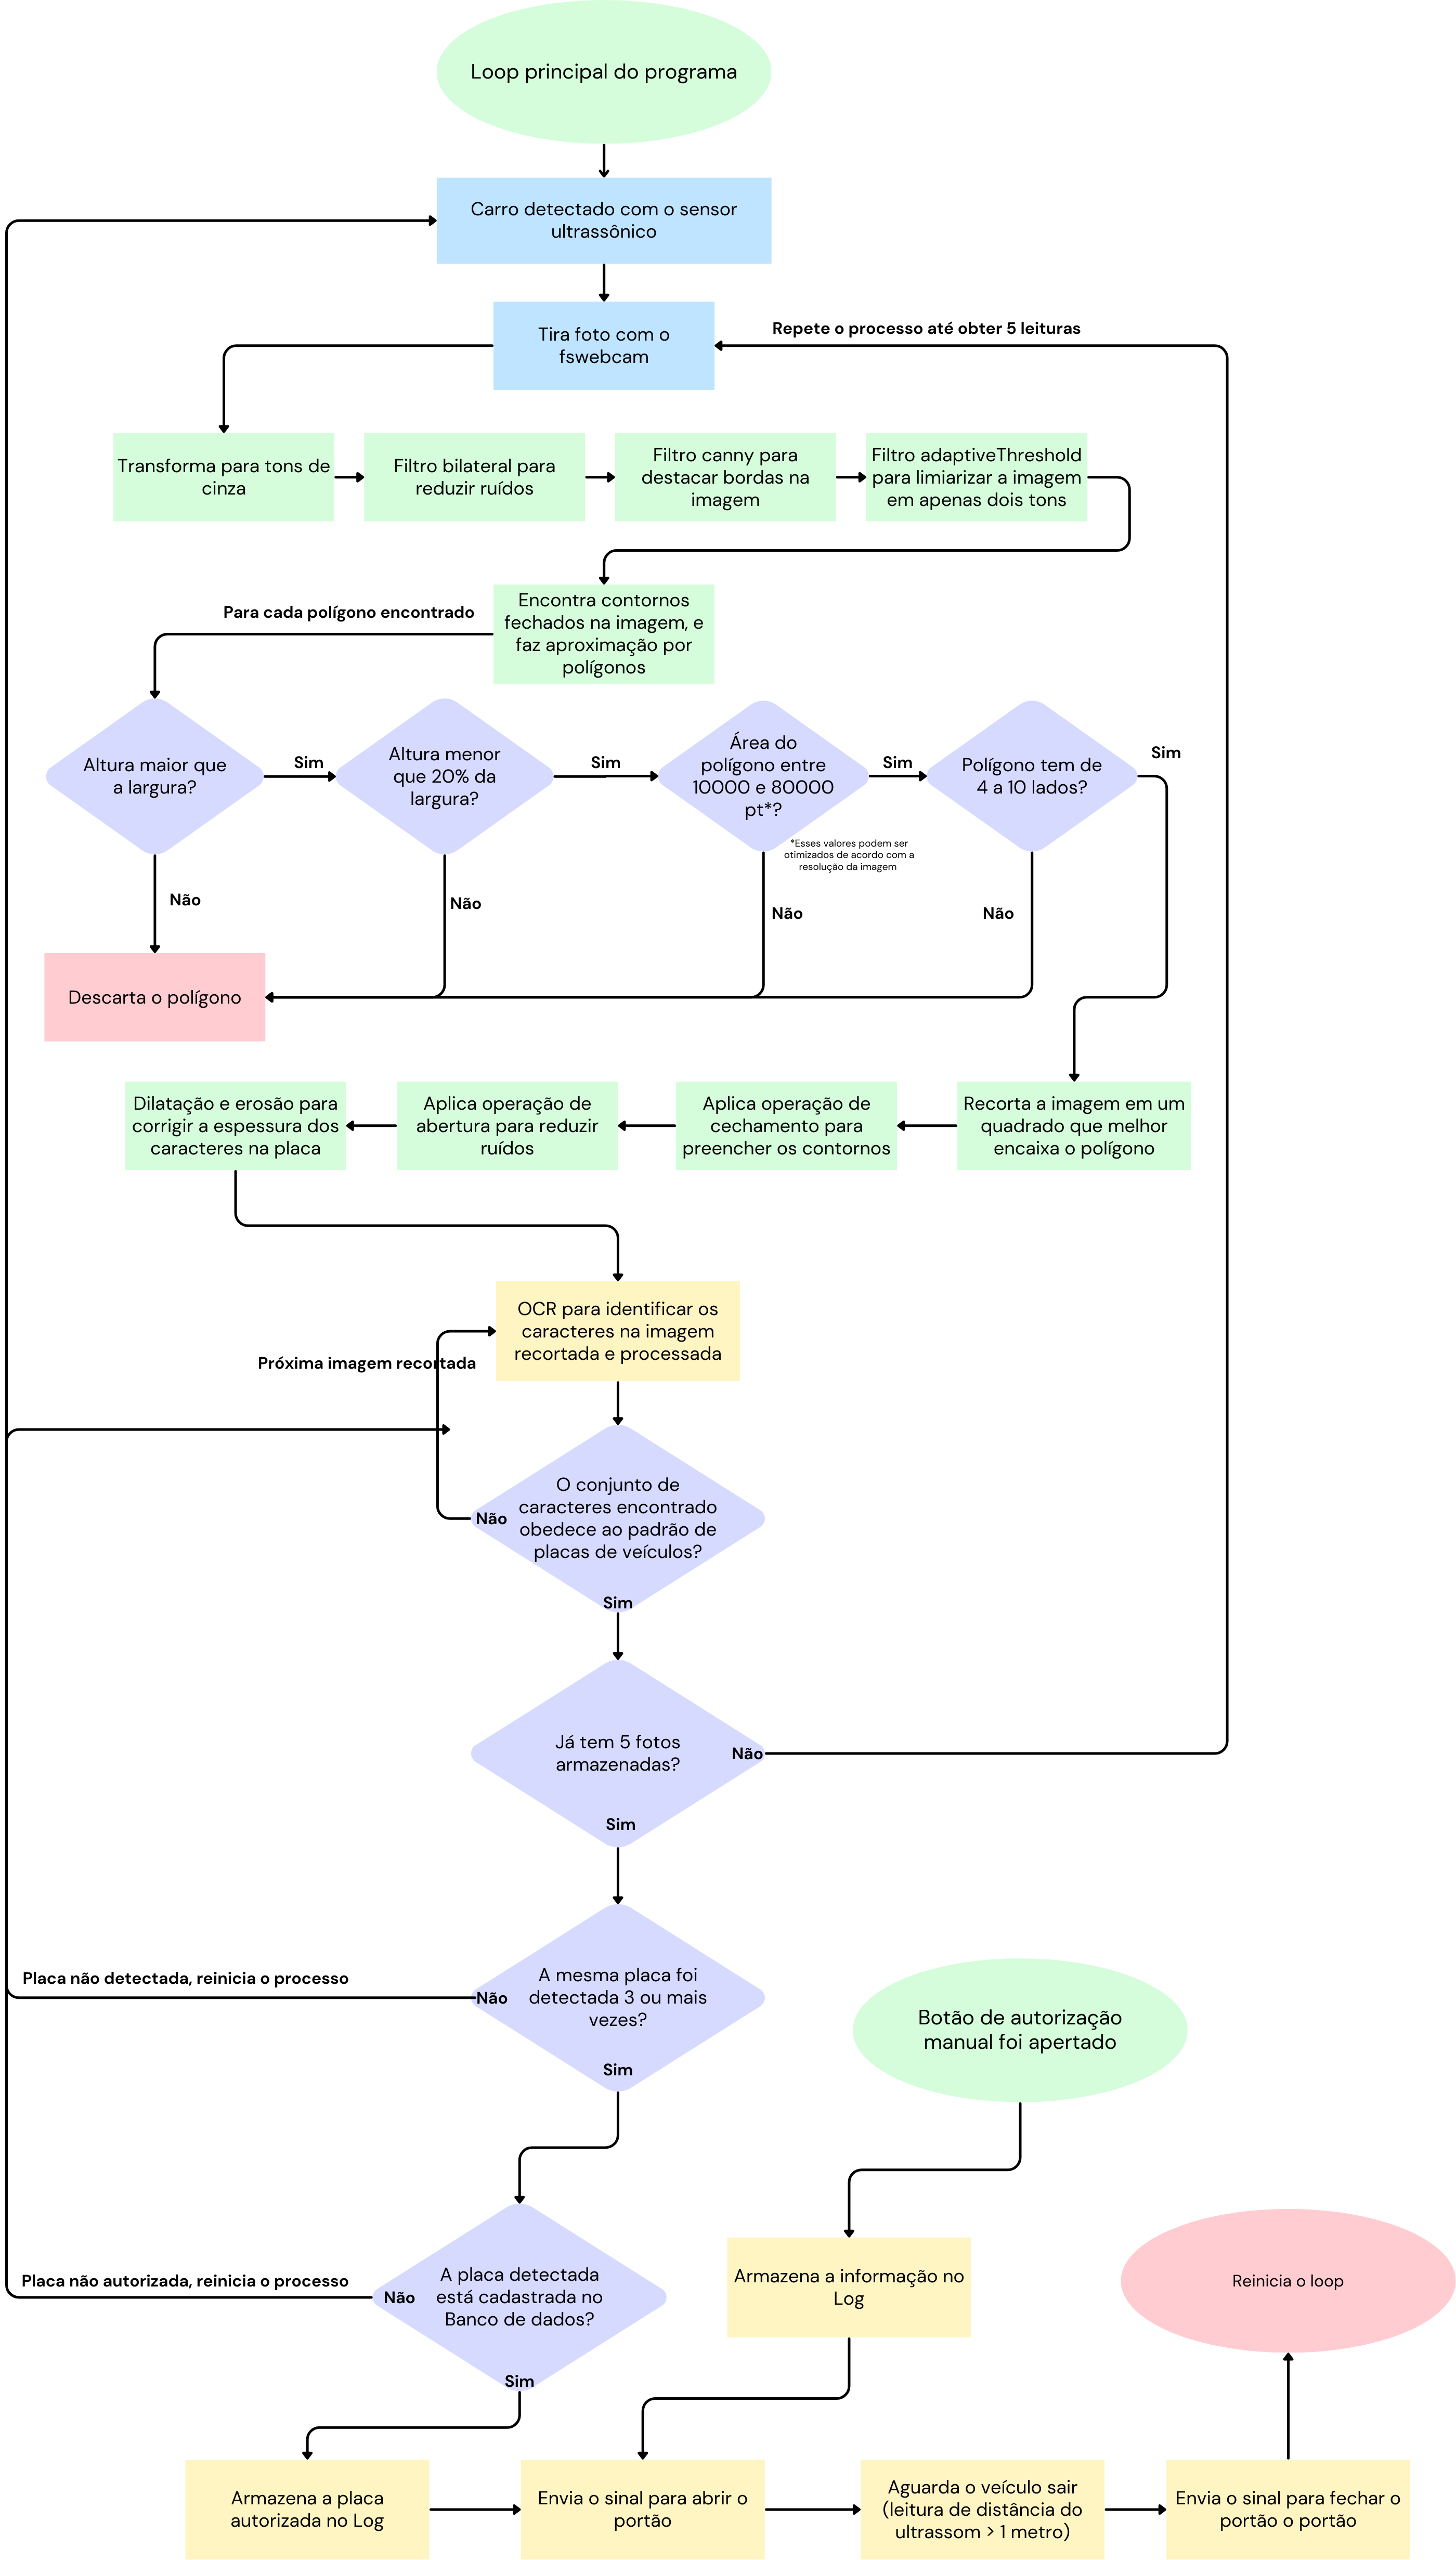 Loop principal do programa
Carro detectado com o sensor
ultrassônico
Tira foto com o
fswebcam
Repete o processo até obter 5 leituras
Transforma para tons de
cinza
Filtro bilateral para
reduzir ruídos
Filtro canny para
destacar bordas na
imagem
Filtro adaptiveThreshold
para limiarizar a imagem
em apenas dois tons
Encontra contornos
fechados na imagem, e
faz aproximação por
polígonos
Para cada polígono encontrado
Altura maior que
a largura?
Sim
Altura menor
que 20% da
largura?
Sim
Área do
polígono entre
10000 e 80000
pt*?
Sim
Polígono tem de
4 a 10 lados?
Sim
*Esses valores podem ser
otimizados de acordo com a
resolução da imagem
Não
Não
Não
Não
Descarta o polígono
Dilatação e erosão para
corrigir a espessura dos
caracteres na placa
Aplica operação de
abertura para reduzir
ruídos
Aplica operação de
cechamento para
preencher os contornos
Recorta a imagem em um
quadrado que melhor
encaixa o polígono
OCR para identificar os
caracteres na imagem
recortada e processada
Próxima imagem recortada
O conjunto de
caracteres encontrado
obedece ao padrão de
placas de veículos?
Não
Sim
Já tem 5 fotos
armazenadas?
Não
Sim
A mesma placa foi
detectada 3 ou mais
vezes?
Placa não detectada, reinicia o processo
Não
Sim
Botão de autorização
manual foi apertado
A placa detectada
está cadastrada no
Banco de dados?
Placa não autorizada, reinicia o processo
Não
Sim
Armazena a informação no
Log
Reinicia o loop
Armazena a placa
autorizada no Log
Envia o sinal para abrir o
portão
Aguarda o veículo sair
(leitura de distância do
ultrassom > 1 metro)
Envia o sinal para fechar o
portão o portão